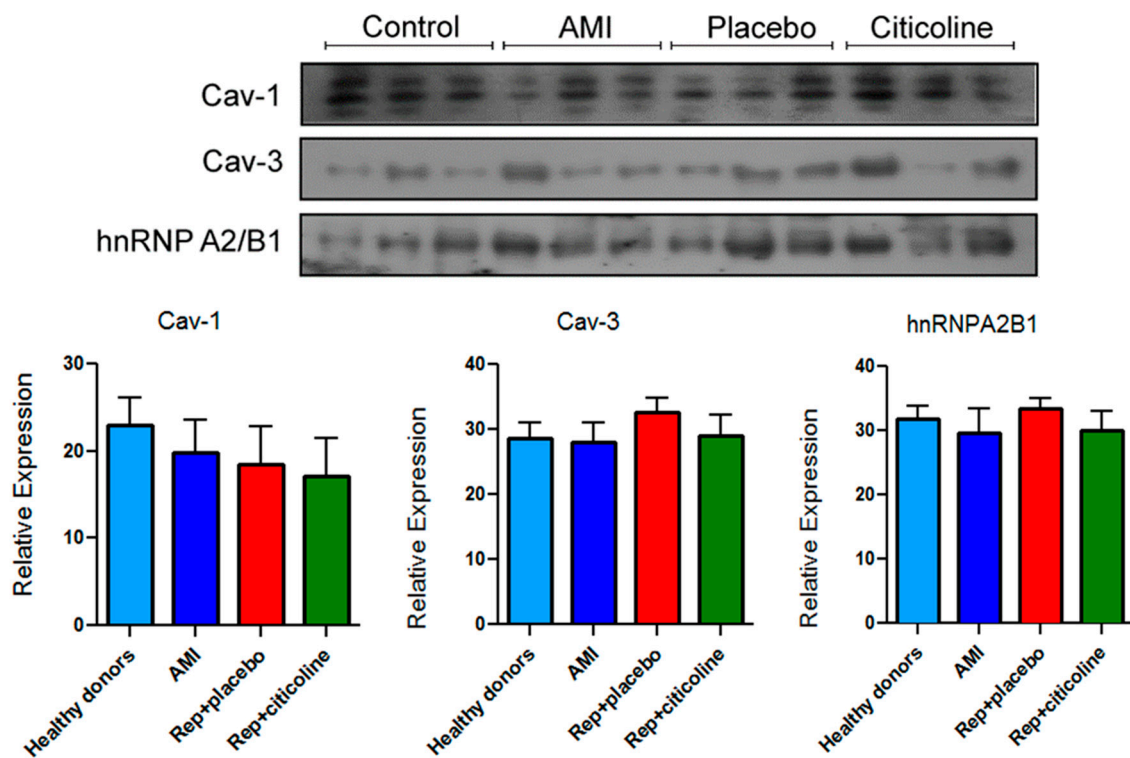 Control AMI Placebo Citicoline
Cav-1
Cav-3
hnRNP A2/B1
Cav-1
Relative Expression
30
20
10
0
Healthy donors
AMI
Rep+placebo
Rep+citicoline
Cav-3
Relative Expression
40
30
20
10
0
Healthy donors
AMI
Rep+placebo
Rep+citicoline
hnRNPA2B1
Relative Expression
40
30
20
10
0
Healthy donors
AMI
Rep+placebo
Rep+citicoline